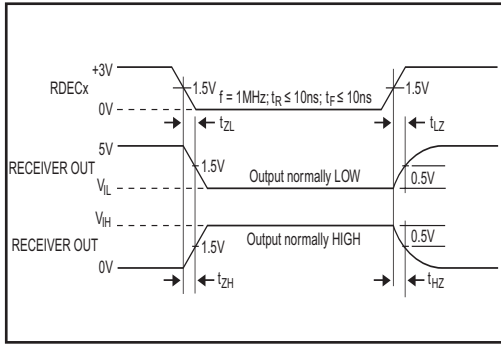 +3V
RDECx
1.5V
1.5V
0V
f = 1MHz; tR ≤ 10ns; tF ≤ 10ns
tZL
tLZ
5V
RECEIVER OUT
1.5V
Output normally LOW
0.5V
VIL
VIH
RECEIVER OUT
1.5V
Output normally HIGH
0.5V
0V
tZH
tHZ